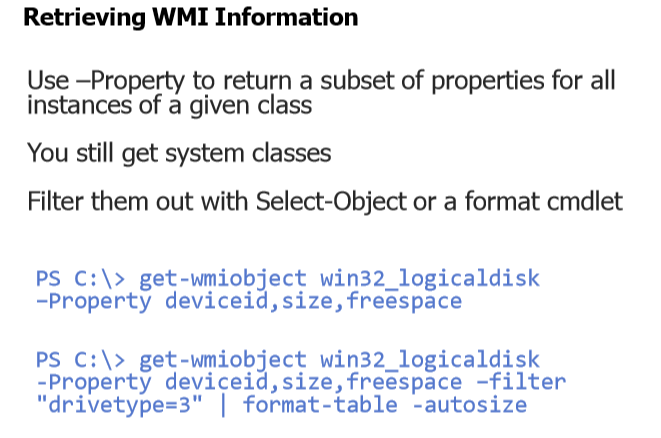 Retrieving WMI Information
Use –Property to return a subset of properties for all
instances of a given class
You still get system classes
Filter them out with Select-Object or a format cmdlet
PS C:\> get-wmiobject win32_logicaldisk
–Property deviceid,size,freespace
PS C:\> get-wmiobject win32_logicaldisk
-Property deviceid,size,freespace –filter
"drivetype=3" | format-table -autosize